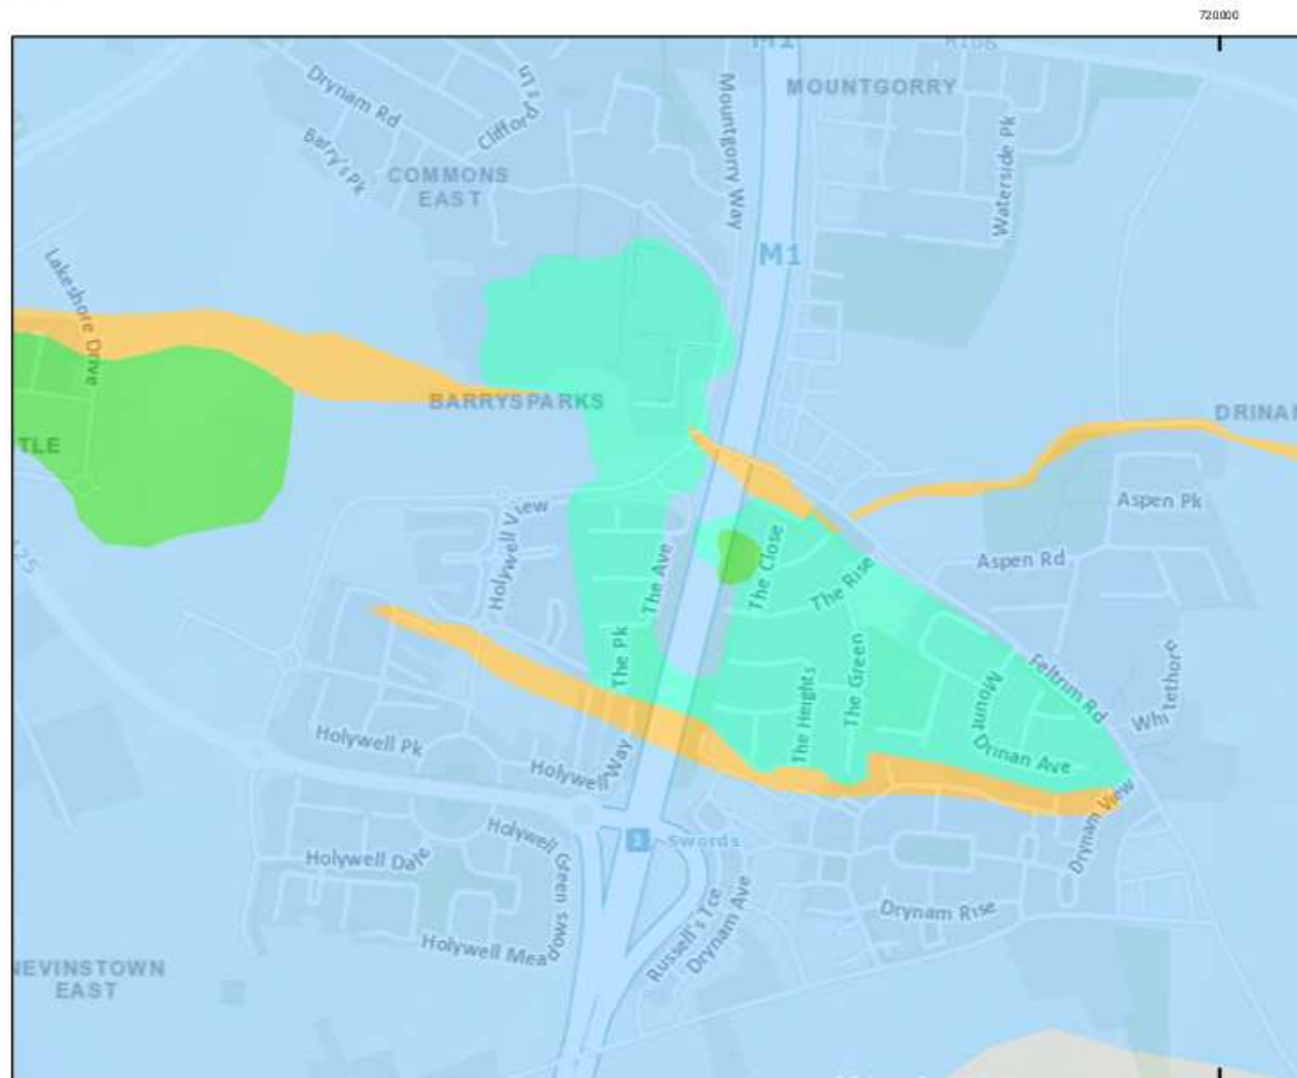 720000
M1
MOUNTGORRY
Drynam Rd
Clifford's Ln
Mountgorry Way
Waterside Pk
Barry's Pk
COMMONS
EAST
M1
Lakeshore Drive
BARRYSPARKS
DRINAN
TLE
Aspen Pk
Holywell View
The Close
Aspen Rd
The Ave
The Rise
The Pk
The Green
The Heights
Mount
Drinan Ave
Feltrim Rd
Whitethorn
Holywell Pk
Holywell Way
Drynam View
3
Swords
Holywell Dale
Holywell Green
Holywell Meadows
Drynam Rise
Russell's Tce
Drynam Ave
NEVINSTOWN
EAST